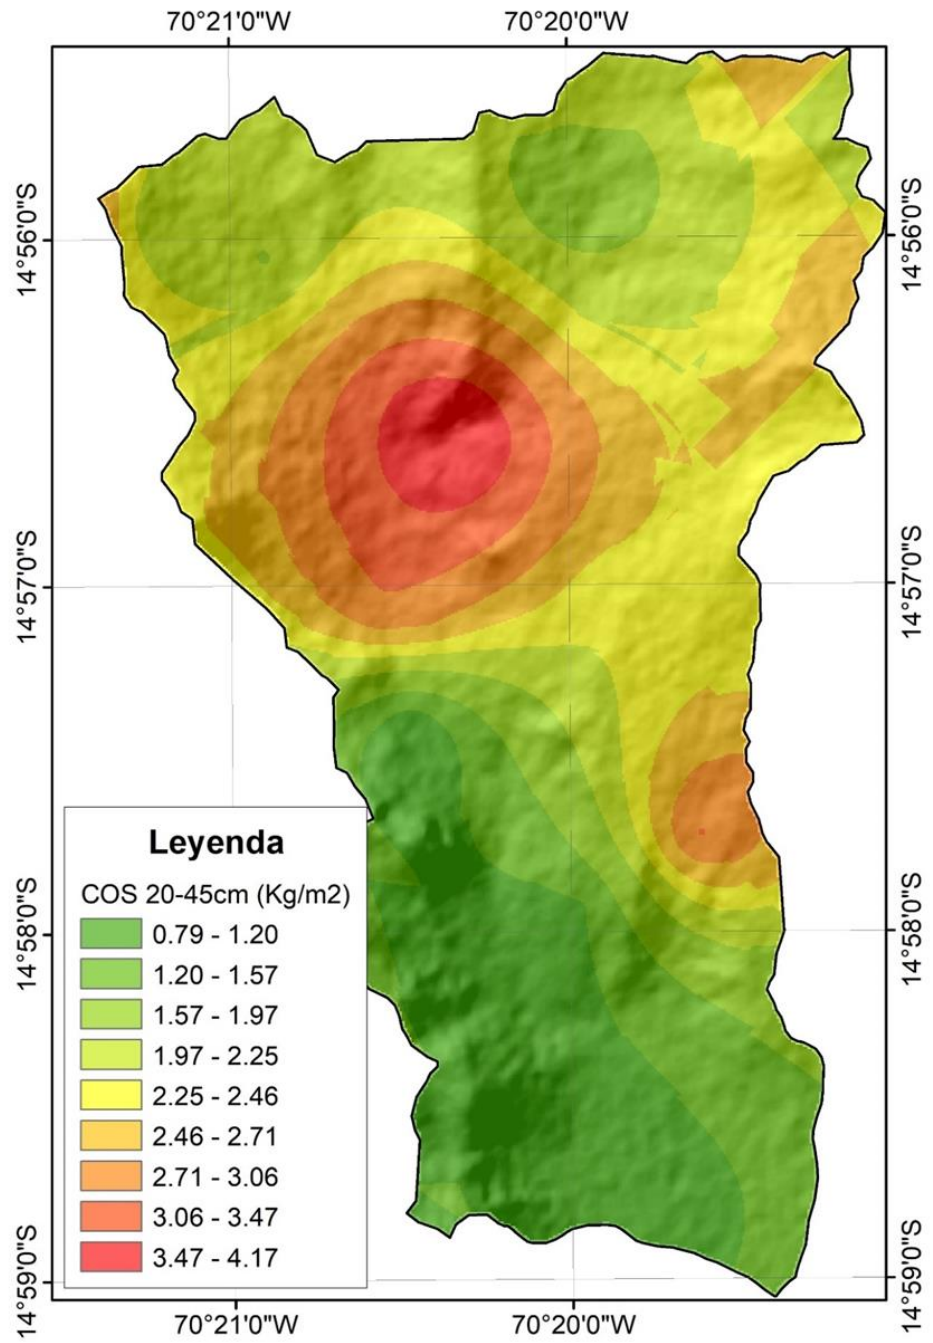 70°21'0"W 70°20'0"W
14°56'0"S 14°56'0"S
14°57'0"S 14°57'0"S
14°58'0"S 14°58'0"S
14°59'0"S 14°59'0"S
Leyenda
COS 20-45cm (Kg/m2)
0.79 - 1.20
1.20 - 1.57
1.57 - 1.97
1.97 - 2.25
2.25 - 2.46
2.46 - 2.71
2.71 - 3.06
3.06 - 3.47
3.47 - 4.17
70°21'0"W 70°20'0"W